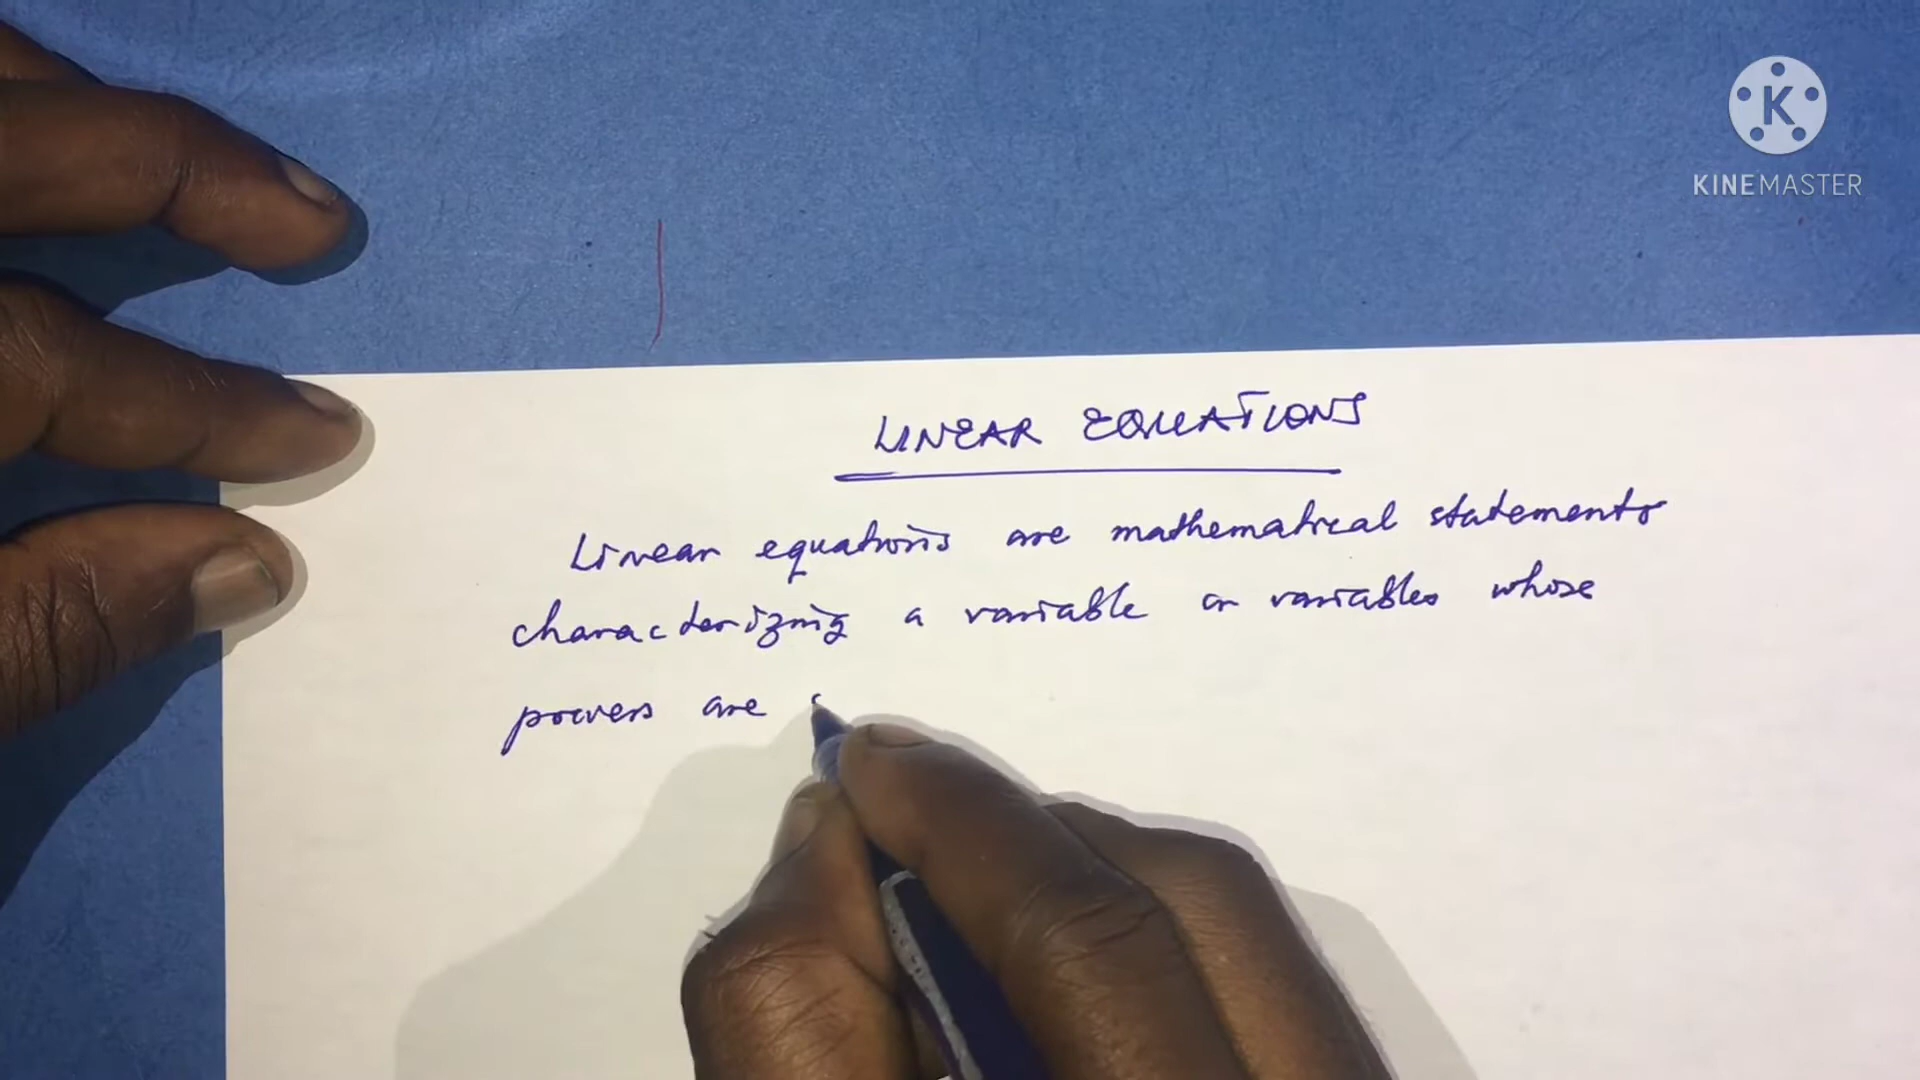 K
KINEMASTER
LINEAR EQUATIONS
Linear equations are mathematical statements
characterizing a variable or variables whose
powers are